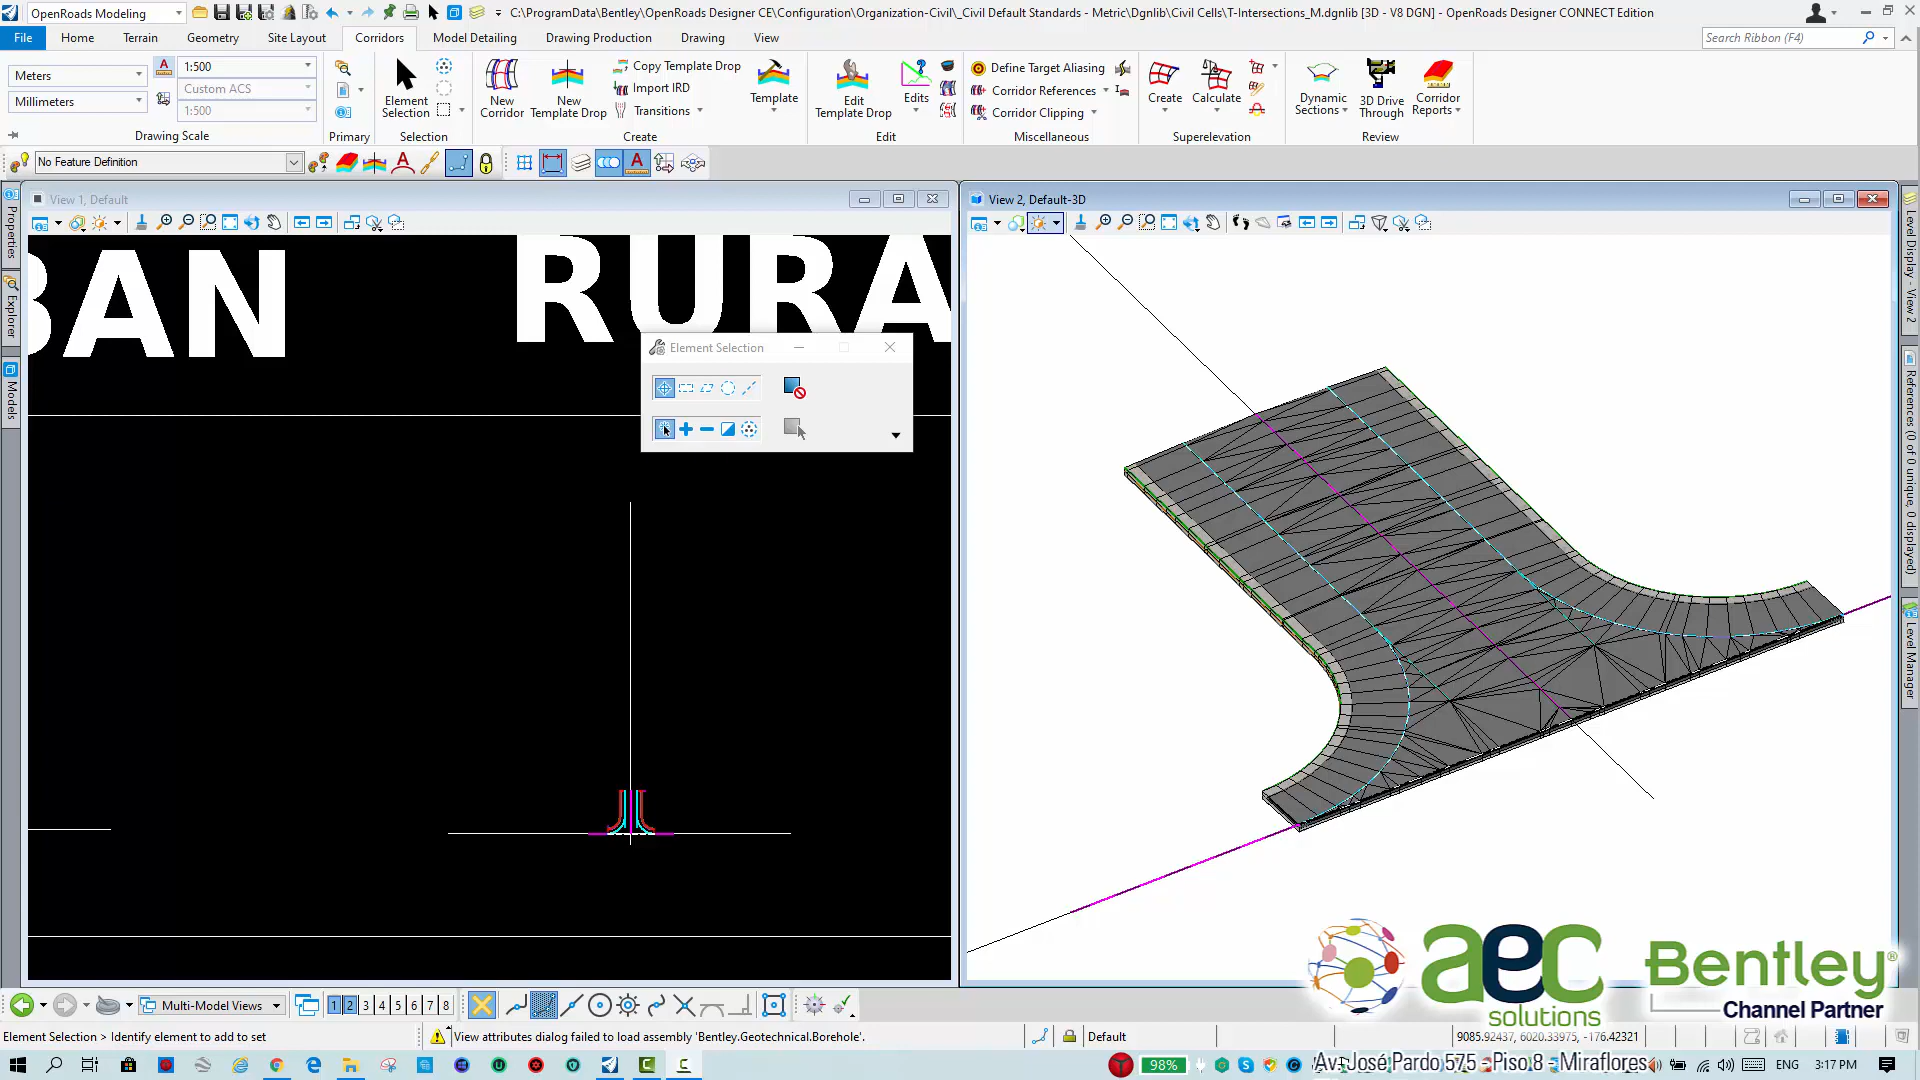 OpenRoads Modeling
C:\ProgramData\Bentley\OpenRoads Designer CE\Configuration\Organization-Civil\_Civil Default Standards - Metric\Dgnlib\Civil Cells\T-Intersections_M.dgnlib [3D - V8 DGN] - OpenRoads Designer CONNECT Edition
File
Home
Terrain
Geometry
Site Layout
Corridors
Model Detailing
Drawing Production
Drawing
View
Search Ribbon (F4)
Meters
Millimeters
1:500
Custom ACS
1:500
Drawing Scale
Primary
Element
Selection
Selection
New
Corridor
New
Template Drop
Copy Template Drop
Import IRD
Transitions
Template
Create
Edit
Template Drop
Edits
Edit
Define Target Aliasing
Corridor References
Corridor Clipping
Miscellaneous
Create
Calculate
Superelevation
Dynamic
Sections
3D Drive
Through
Corridor
Reports
Review
No Feature Definition
View 1, Default
View 2, Default-3D
Properties
Explorer
Models
BAN
RURA
Element Selection
Level Display - View 2
References (0 of 0 unique, 0 displayed)
Level Manager
aec
solutions
Bentley
Channel Partner
Multi-Model Views
1 2 3 4 5 6 7 8
Element Selection > Identify element to add to set
View attributes dialog failed to load assembly 'Bentley.Geotechnical.Borehole'.
Default
9085.92437, 6020.33975, -176.42321
98%
Av. José Pardo 575 - Piso 8 - Miraflores
ENG
3:17 PM